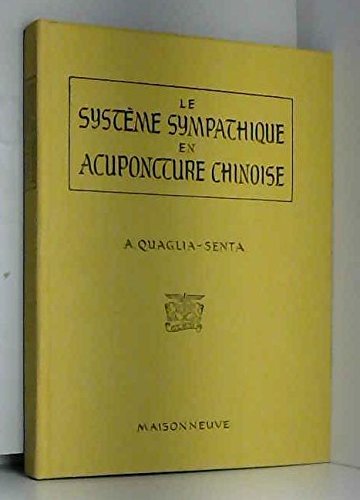 LE
SYSTÈME SYMPATHIQUE
EN
ACUPONCTURE CHINOISE
A. QUAGLIA-SENTA
MAISONNEUVE